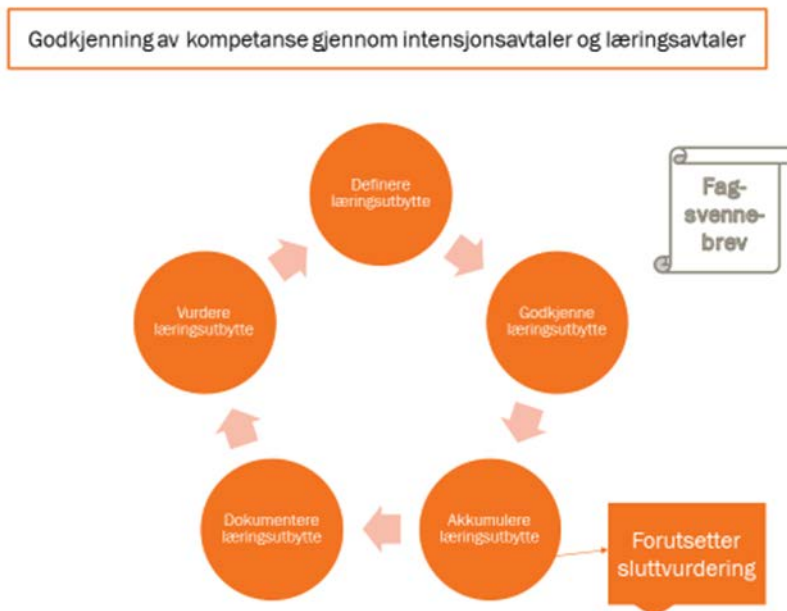 Godkjenning av kompetanse gjennom intensjonsavtaler og læringsavtaler
Definere
læringsutbytte
Fag-
svenne-
brev
Vurdere
læringsutbytte
Godkjenne
læringsutbytte
Dokumentere
læringsutbytte
Akkumulere
læringsutbytte
Forutsetter
sluttvurdering